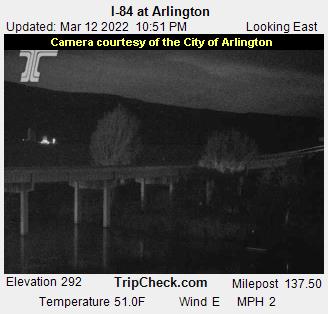 I-84 at Arlington
Updated: Mar 12 2022 10:51 PM Looking East
Camera courtesy of the City of Arlington
Elevation 292 TripCheck.com Milepost 137.50
Temperature 51.0F Wind E MPH 2